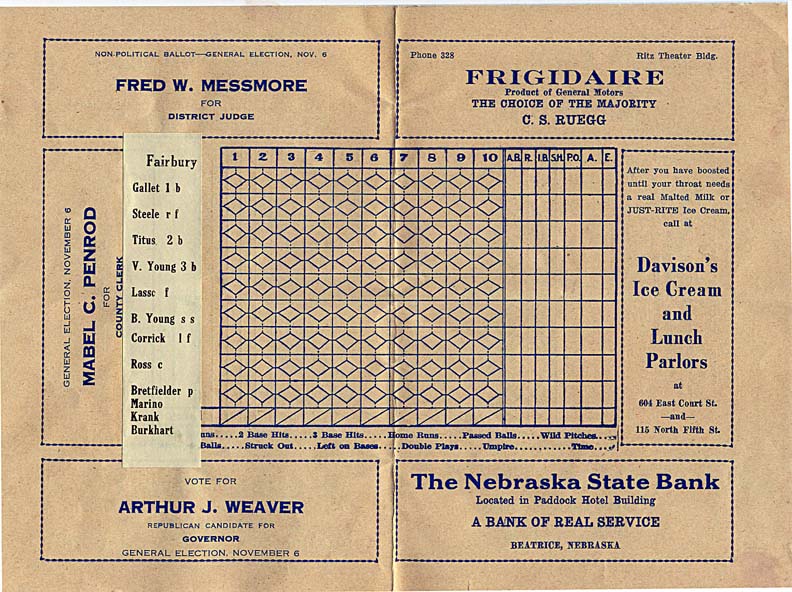 NON-POLITICAL BALLOT—GENERAL ELECTION, NOV. 6
FRED W. MESSMORE
FOR
DISTRICT JUDGE
Phone 328 Ritz Theater Bldg.
FRIGIDAIRE
Product of General Motors
THE CHOICE OF THE MAJORITY
C. S. RUEGG
GENERAL ELECTION, NOVEMBER 6
MABEL C. PENROD
FOR
COUNTY CLERK
Fairbury
Gallet 1 b
Steele r f
Titus 2 b
V. Young 3 b
Lassc f
B. Young s s
Corrick l f
Ross c
Bretfielder p
Marino
Krank
Burkhart
1 2 3 4 5 6 7 8 9 10 A.B. R. I.B. S.H. P.O. A. E.
uns.....2 Base Hits.....3 Base Hits.....Home Runs.....Passed Balls.....Wild Pitches....
Balls.....Struck Out.....Left on Bases.....Double Plays.....Umpire.....Time....
After you have boosted
until your throat needs
a real Malted Milk or
JUST-RITE Ice Cream,
call at
Davison's
Ice Cream
and
Lunch
Parlors
at
604 East Court St.
—and—
115 North Fifth St.
VOTE FOR
ARTHUR J. WEAVER
REPUBLICAN CANDIDATE FOR
GOVERNOR
GENERAL ELECTION, NOVEMBER 6
The Nebraska State Bank
Located in Paddock Hotel Building
A BANK OF REAL SERVICE
BEATRICE, NEBRASKA